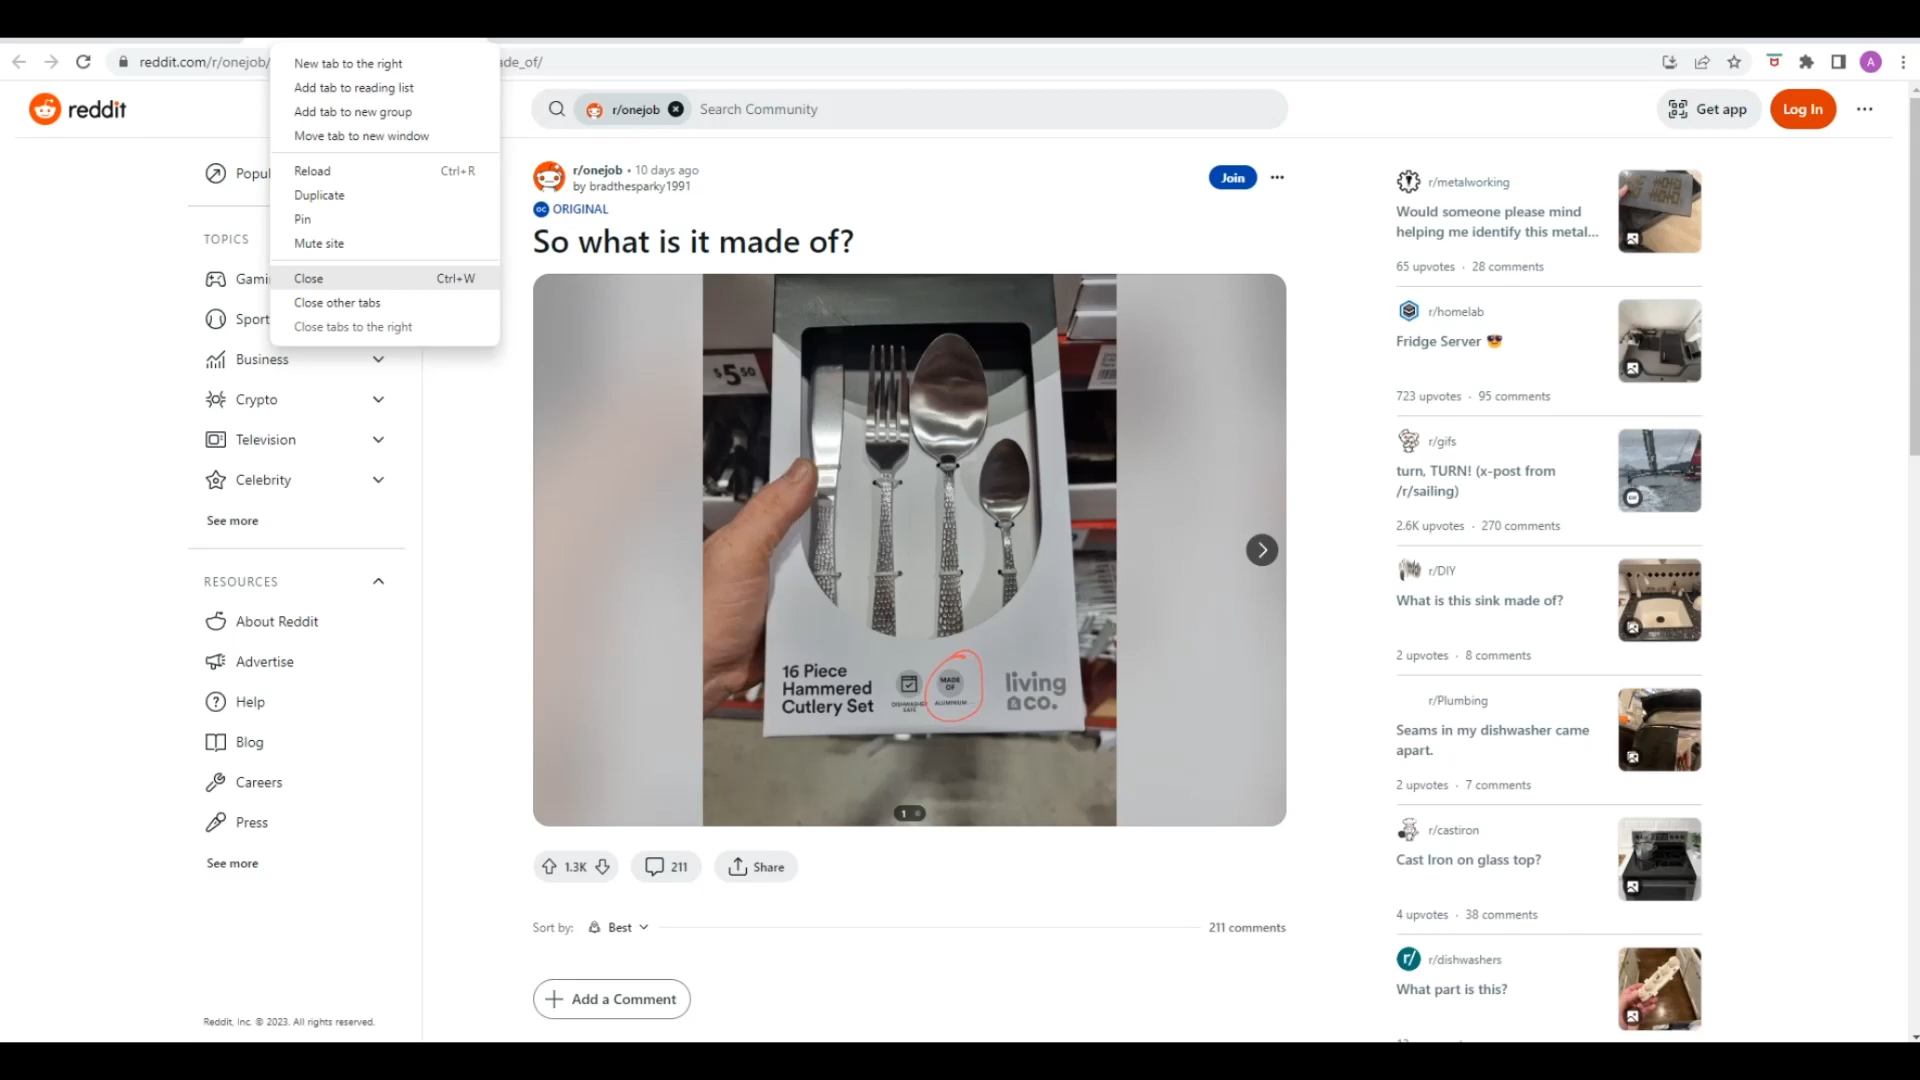 reddit.com/r/onejob/
ade_of/
A
New tab to the right
Add tab to reading list
Add tab to new group
Move tab to new window
Reload Ctrl+R
Duplicate
Pin
Mute site
Close Ctrl+W
Close other tabs
Close tabs to the right
reddit
r/onejob
Search Community
Get app
Log In
Popul
TOPICS
Gami
Sport
Business
Crypto
Television
Celebrity
See more
RESOURCES
About Reddit
Advertise
Help
Blog
Careers
Press
See more
Reddit, Inc. © 2023. All rights reserved.
r/onejob • 10 days ago
by bradthesparky1991
Join
OC ORIGINAL
So what is it made of?
$5.50
16 Piece
Hammered
Cutlery Set
DISHWASHER
SAFE
MADE
OF
ALUMINIUM
living
& co.
1
1.3K
211
Share
Sort by: Best
211 comments
Add a Comment
r/metalworking
Would someone please mind
helping me identify this metal...
65 upvotes · 28 comments
r/homelab
Fridge Server 😎
723 upvotes · 95 comments
r/gifs
turn, TURN! (x-post from
/r/sailing)
2.6K upvotes · 270 comments
r/DIY
What is this sink made of?
2 upvotes · 8 comments
r/Plumbing
Seams in my dishwasher came
apart.
2 upvotes · 7 comments
r/castiron
Cast Iron on glass top?
4 upvotes · 38 comments
r/ r/dishwashers
What part is this?